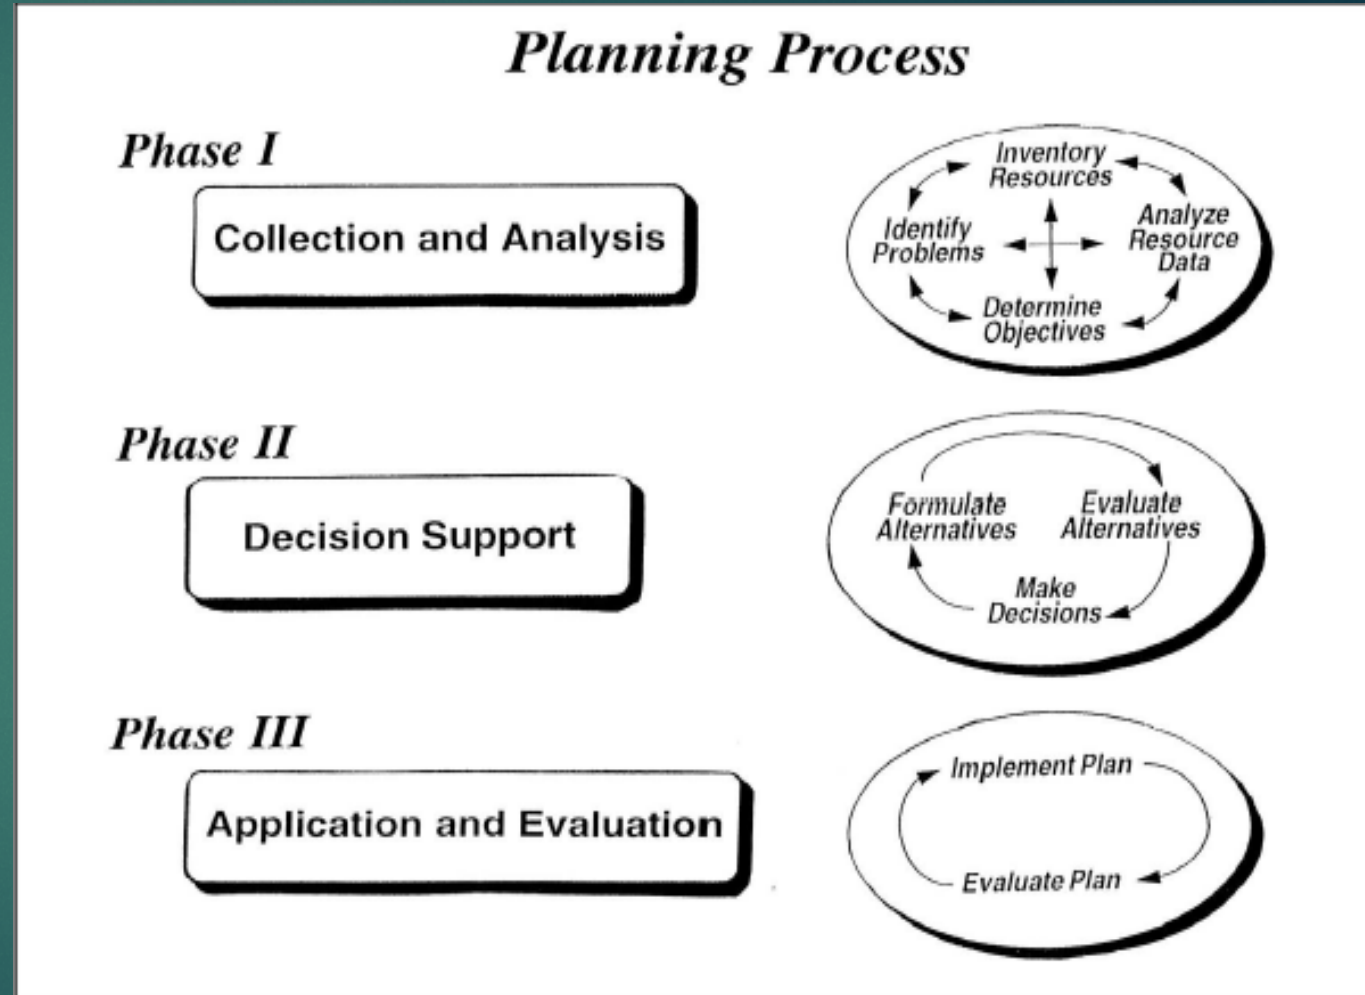 Planning Process
Phase I
Collection and Analysis
Inventory
Resources
Identify
Problems
Analyze
Resource
Data
Determine
Objectives
Phase II
Decision Support
Formulate
Alternatives
Evaluate
Alternatives
Make
Decisions
Phase III
Application and Evaluation
Implement Plan
Evaluate Plan